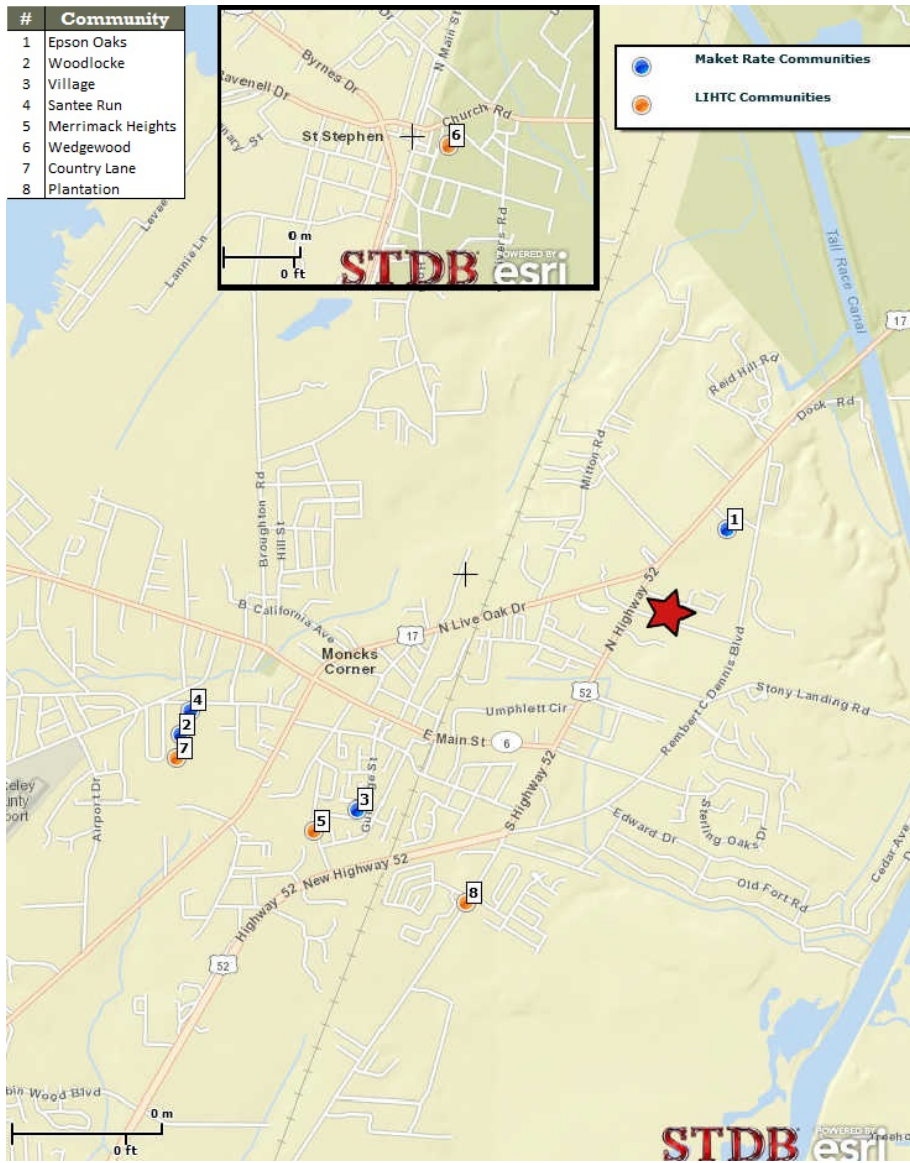 # Community
1 Epson Oaks
2 Woodlocke
3 Village
4 Santee Run
5 Merrimack Heights
6 Wedgewood
7 Country Lane
8 Plantation
Byrnes Dr
N Main St
Church Rd
St Stephen
6
0 m
0 ft
STDB
POWERED BY
esri
Maket Rate Communities
LIHTC Communities
Lannie Ln
Tail Race Canal
17
Reid Hill Rd
Dock Rd
Mitton Rd
Broughton Rd
Hill St
1
N Highway 52
B California Ave
N Live Oak Dr
17
Moncks
Corner
Rembert C Dennis Blvd
52
Stony Landing Rd
4
Umphlett Cir
2
E Main St
6
7
S Highway 52
Airport Dr
3
5
Edward Dr
Sterling Oaks Dr
Cedar Ave
New Highway 52
Highway 52
Old Fort Rd
8
52
Wood Blvd
0 m
0 ft
STDB
POWERED BY
esri